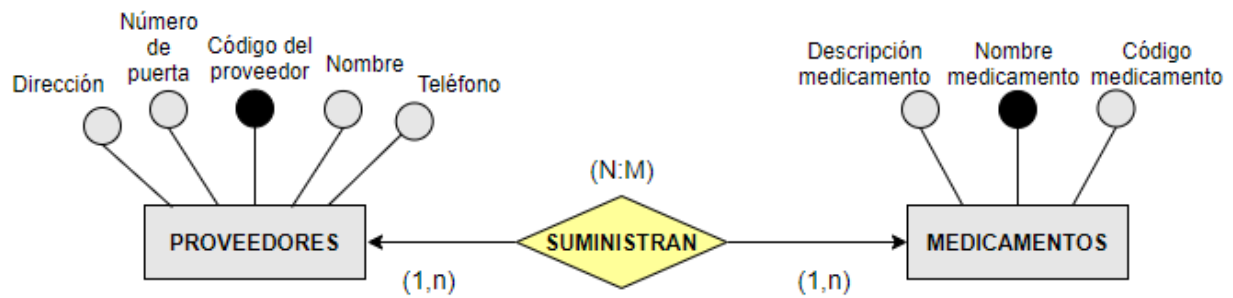 Número
de
puerta
Código del
proveedor
Dirección
Nombre
Teléfono
Descripción
medicamento
Nombre
medicamento
Código
medicamento
(N:M)
PROVEEDORES
SUMINISTRAN
MEDICAMENTOS
(1,n)
(1,n)